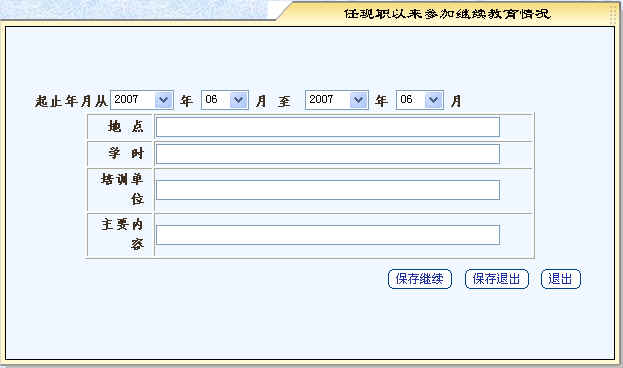 任现职以来参加继续教育情况
起止年月从 2007 年 06 月 至 2007 年 06 月
地 点
学 时
培训单
位
主要内
容
保存继续 保存退出 退出